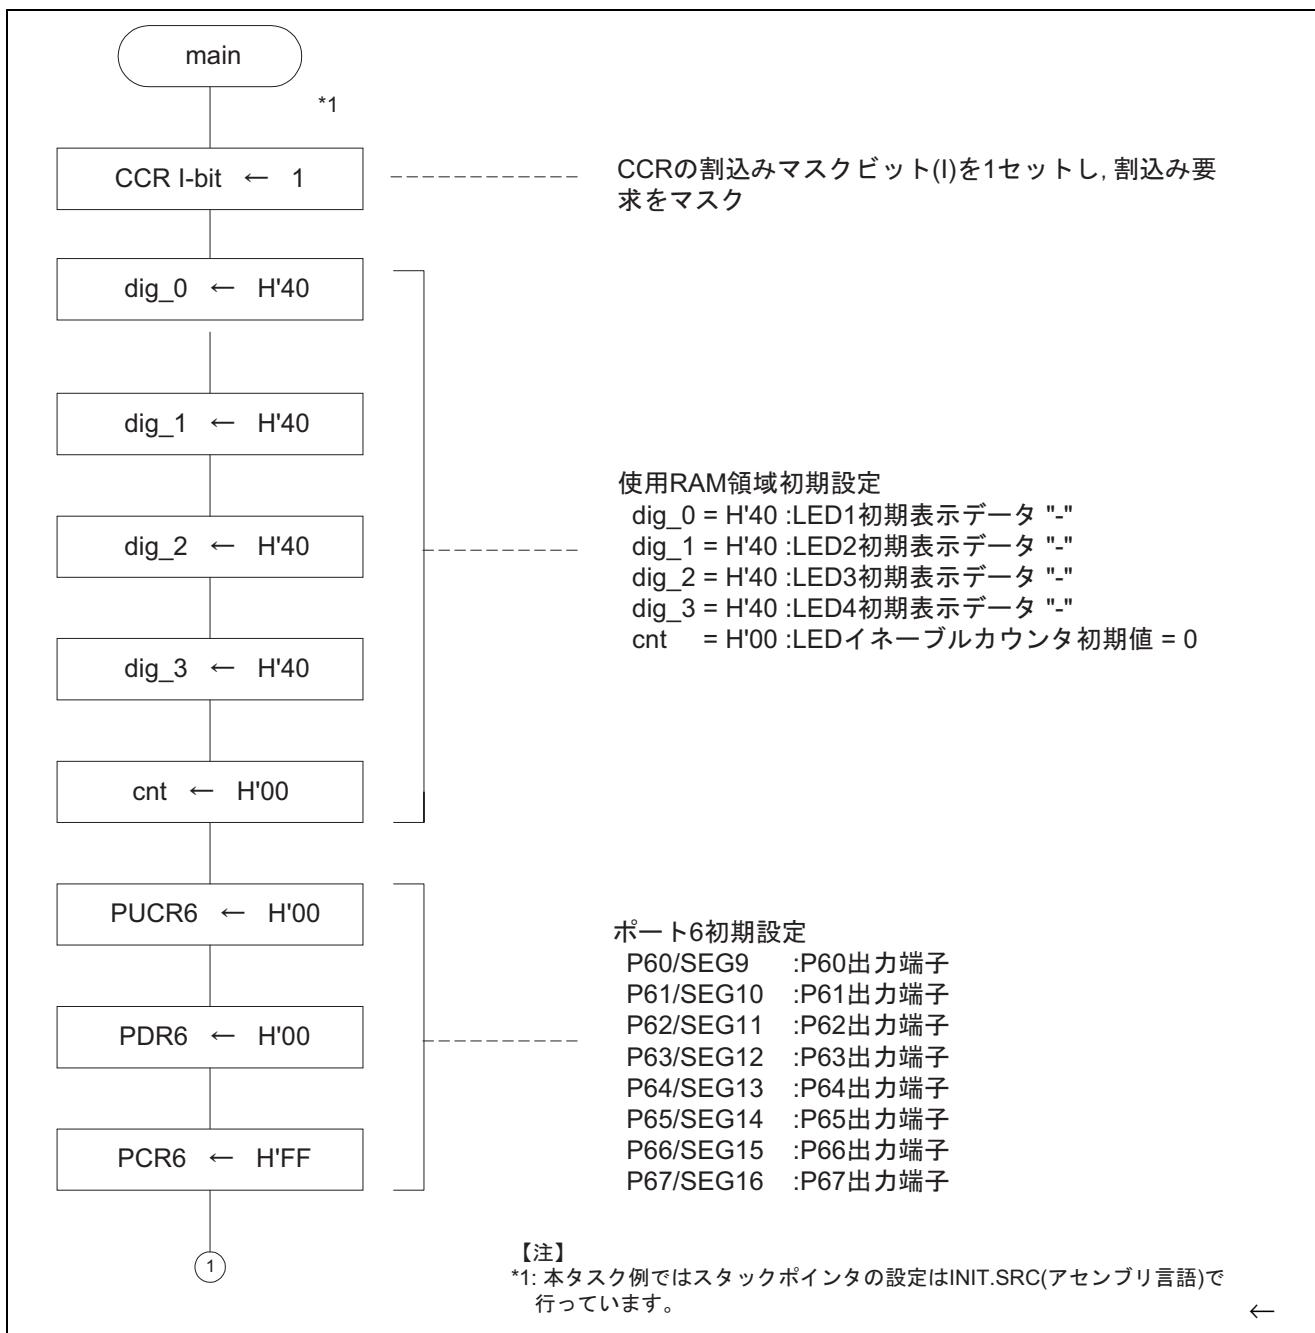 main
*1
CCR I-bit ← 1
CCRの割込みマスクビット(I)を1セットし, 割込み要
求をマスク
dig_0 ← H'40
dig_1 ← H'40
dig_2 ← H'40
dig_3 ← H'40
cnt ← H'00
使用RAM領域初期設定
dig_0 = H'40 :LED1初期表示データ "-"
dig_1 = H'40 :LED2初期表示データ "-"
dig_2 = H'40 :LED3初期表示データ "-"
dig_3 = H'40 :LED4初期表示データ "-"
cnt = H'00 :LEDイネーブルカウンタ初期値 = 0
PUCR6 ← H'00
PDR6 ← H'00
PCR6 ← H'FF
ポート6初期設定
P60/SEG9 :P60出力端子
P61/SEG10 :P61出力端子
P62/SEG11 :P62出力端子
P63/SEG12 :P63出力端子
P64/SEG13 :P64出力端子
P65/SEG14 :P65出力端子
P66/SEG15 :P66出力端子
P67/SEG16 :P67出力端子
1
【注】
*1: 本タスク例ではスタックポインタの設定はINIT.SRC(アセンブリ言語)で
行っています。
←